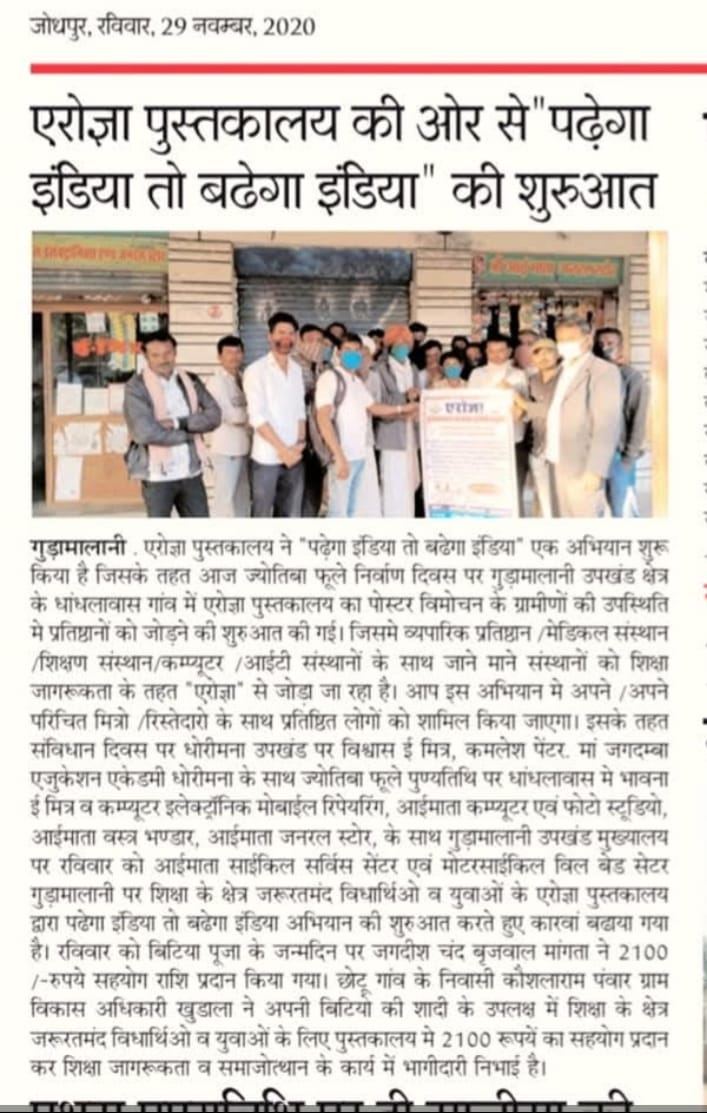 जोधपुर, रविवार, 29 नवम्बर, 2020
एरोज्ञा पुस्तकालय की ओर से"पढ़ेगा
इंडिया तो बढेगा इंडिया" की शुरुआत
श्री आई माता जनरल स्टोर
एरोज्ञा
गुड़ामालानी . एरोज्ञा पुस्तकालय ने "पढ़ेगा इंडिया तो बढेगा इंडिया" एक अभियान शुरू
किया है जिसके तहत आज ज्योतिबा फूले निर्वाण दिवस पर गुड़ामालानी उपखंड क्षेत्र
के धांधलावास गांव में एरोज्ञा पुस्तकालय का पोस्टर विमोचन के ग्रामीणों की उपस्थिति
मे प्रतिष्ठानों को जोड़ने की शुरुआत की गई। जिसमे व्यपारिक प्रतिष्ठान /मेडिकल संस्थान
/शिक्षण संस्थान/कम्प्यूटर /आईटी संस्थानों के साथ जाने माने संस्थानों को शिक्षा
जागरूकता के तहत "एरोज्ञा" से जोड़ा जा रहा है। आप इस अभियान मे अपने /अपने
परिचित मित्रो /रिस्तेदारो के साथ प्रतिष्ठित लोगों को शामिल किया जाएगा। इसके तहत
संविधान दिवस पर धोरीमना उपखंड पर विश्वास ई मित्र, कमलेश पेंटर. मां जगदम्बा
एजुकेशन एकेडमी धोरीमना के साथ ज्योतिबा फूले पुण्यतिथि पर धांधलावास मे भावना
ई मित्र व कम्प्यूटर इलेक्ट्रॉनिक मोबाईल रिपेयरिंग, आईमाता कम्प्यूटर एवं फोटो स्टूडियो,
आईमाता वस्त्र भण्डार, आईमाता जनरल स्टोर, के साथ गुड़ामालानी उपखंड मुख्यालय
पर रविवार को आईमाता साईकिल सर्विस सेंटर एवं मोटरसाईकिल विल बेड सेटर
गुड़ामालानी पर शिक्षा के क्षेत्र जरूरतमंद विधार्थिओ व युवाओं के एरोज्ञा पुस्तकालय
द्वारा पढेगा इंडिया तो बढेगा इंडिया अभियान की शुरुआत करते हुए कारवां बढाया गया
है। रविवार को बिटिया पूजा के जन्मदिन पर जगदीश चंद बृजवाल मांगता ने 2100
/-रुपये सहयोग राशि प्रदान किया गया। छोटू गांव के निवासी कौशलाराम पंवार ग्राम
विकास अधिकारी खुडाला ने अपनी बिटियों की शादी के उपलक्ष में शिक्षा के क्षेत्र
जरूरतमंद विधार्थिओ व युवाओं के लिए पुस्तकालय मे 2100 रूपयें का सहयोग प्रदान
कर शिक्षा जागरूकता व समाजोत्थान के कार्य में भागीदारी निभाई है।